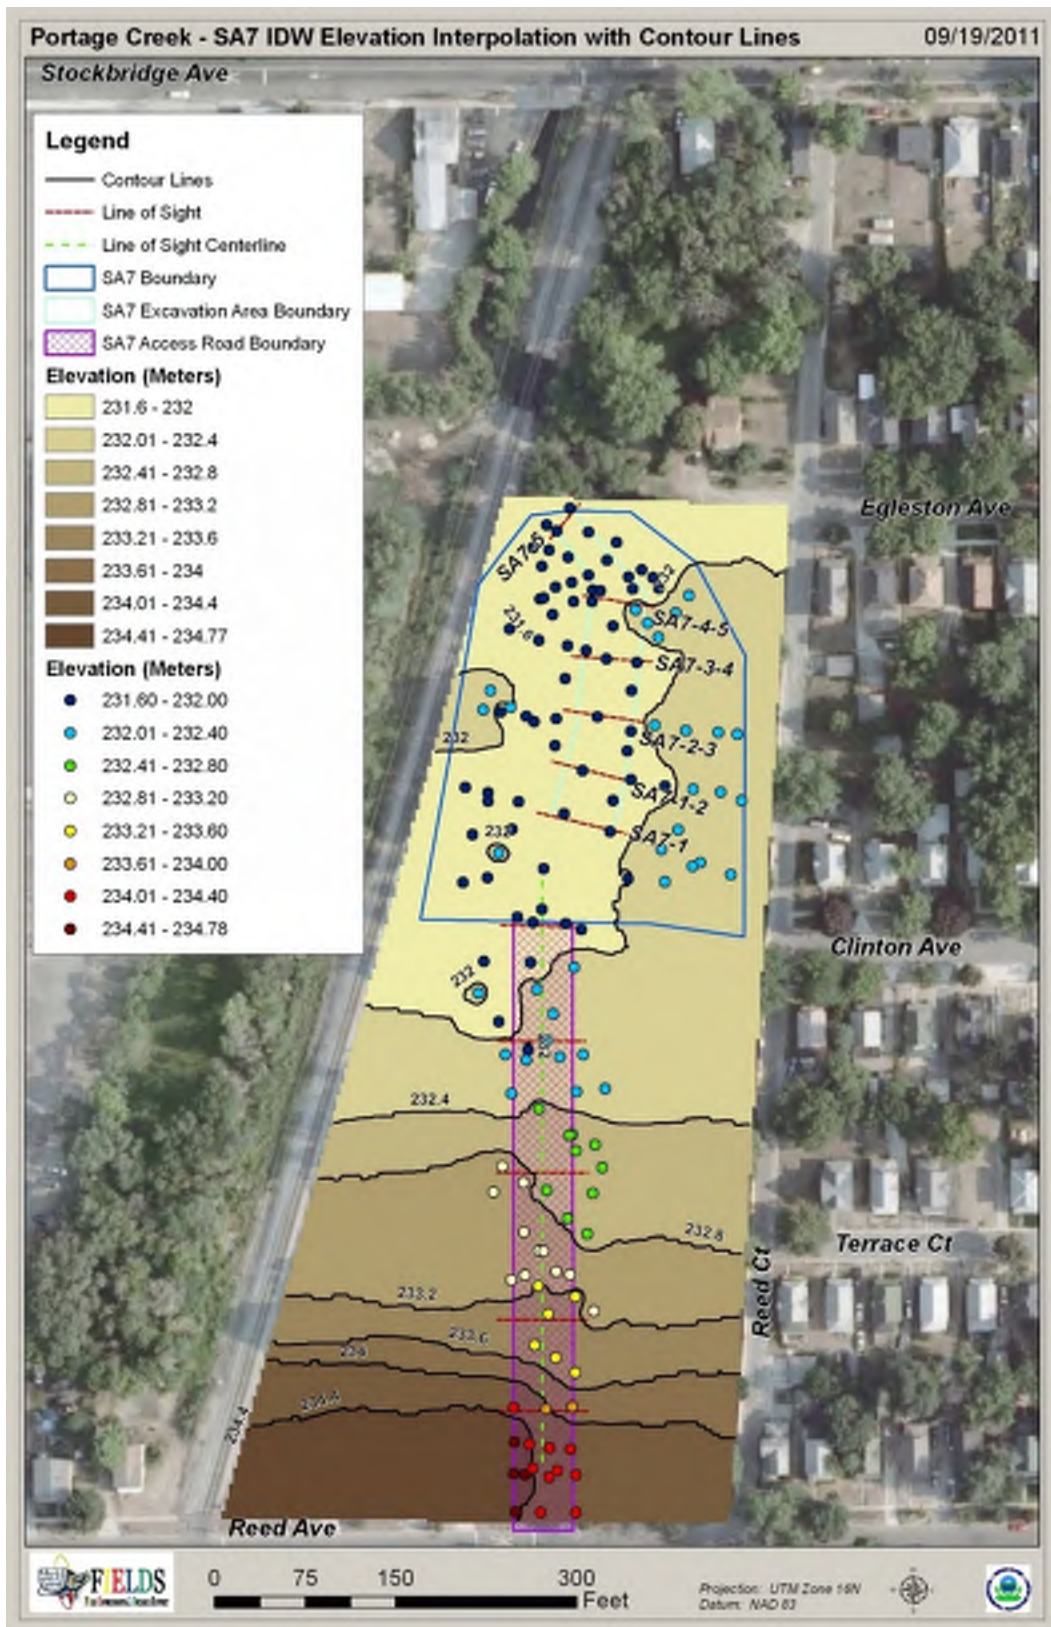 Portage Creek - SA7 IDW Elevation Interpolation with Contour Lines 09/19/2011
Stockbridge Ave
Legend
Contour Lines
Line of Sight
Line of Sight Centerline
SA7 Boundary
SA7 Excavation Area Boundary
SA7 Access Road Boundary
Elevation (Meters)
231.6 - 232
232.01 - 232.4
232.41 - 232.8
232.81 - 233.2
233.21 - 233.6
233.61 - 234
234.01 - 234.4
234.41 - 234.77
Elevation (Meters)
231.60 - 232.00
232.01 - 232.40
232.41 - 232.80
232.81 - 233.20
233.21 - 233.60
233.61 - 234.00
234.01 - 234.40
234.41 - 234.78
Egleston Ave
232
SA7-4-5
231.6
SA7-3-4
232
SA7-2-3
SA7-1-2
232
SA7-1
Clinton Ave
232
232.4
232.8
Terrace Ct
Reed Ct
233.2
233.6
234
234.4
234.4
Reed Ave
FIELDS
0 75 150 300
Feet
Projection: UTM Zone 16N
Datum: NAD 83